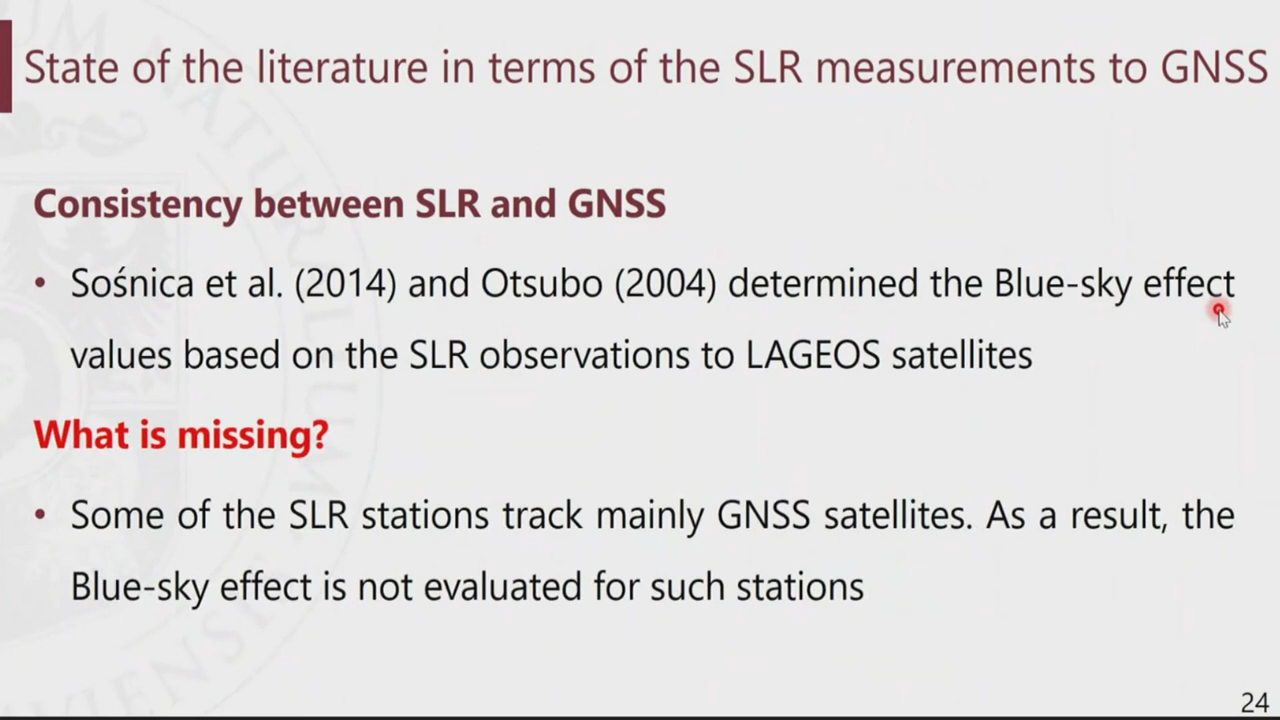 State of the literature in terms of the SLR measurements to GNSS
Consistency between SLR and GNSS
• Sośnica et al. (2014) and Otsubo (2004) determined the Blue-sky effect
values based on the SLR observations to LAGEOS satellites
What is missing?
• Some of the SLR stations track mainly GNSS satellites. As a result, the
Blue-sky effect is not evaluated for such stations
24